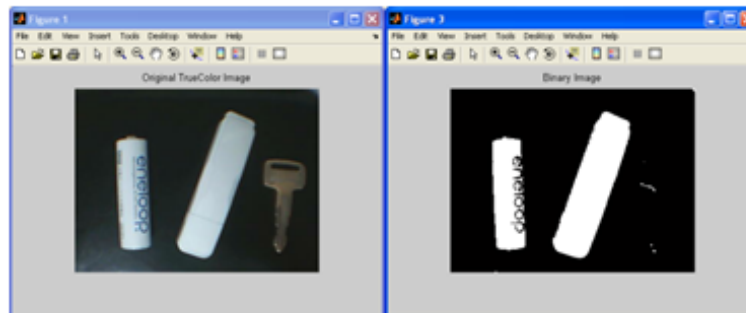 Figure 1
File Edit View Insert Tools Desktop Window Help
Original TrueColor Image
eneloop
Figure 3
File Edit View Insert Tools Desktop Window Help
Binary Image
eneloop